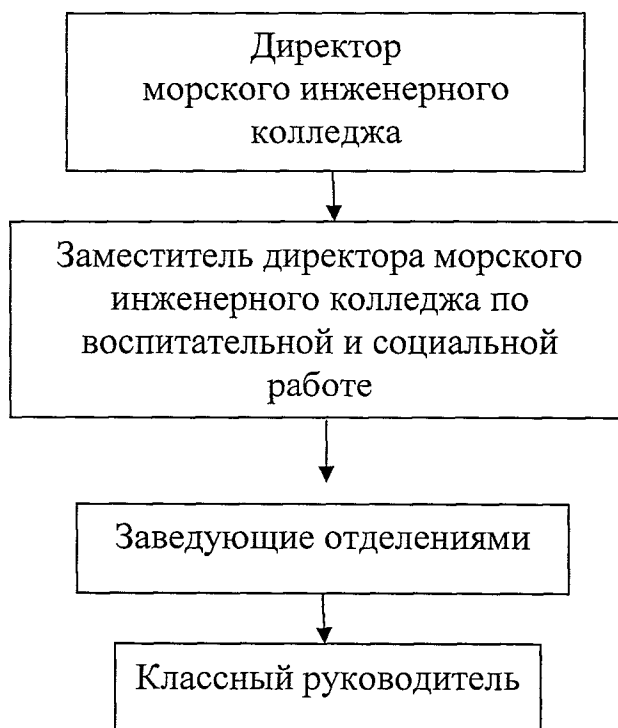 Директор
морского инженерного
колледжа
Заместитель директора морского
инженерного колледжа по
воспитательной и социальной
работе
Заведующие отделениями
Классный руководитель